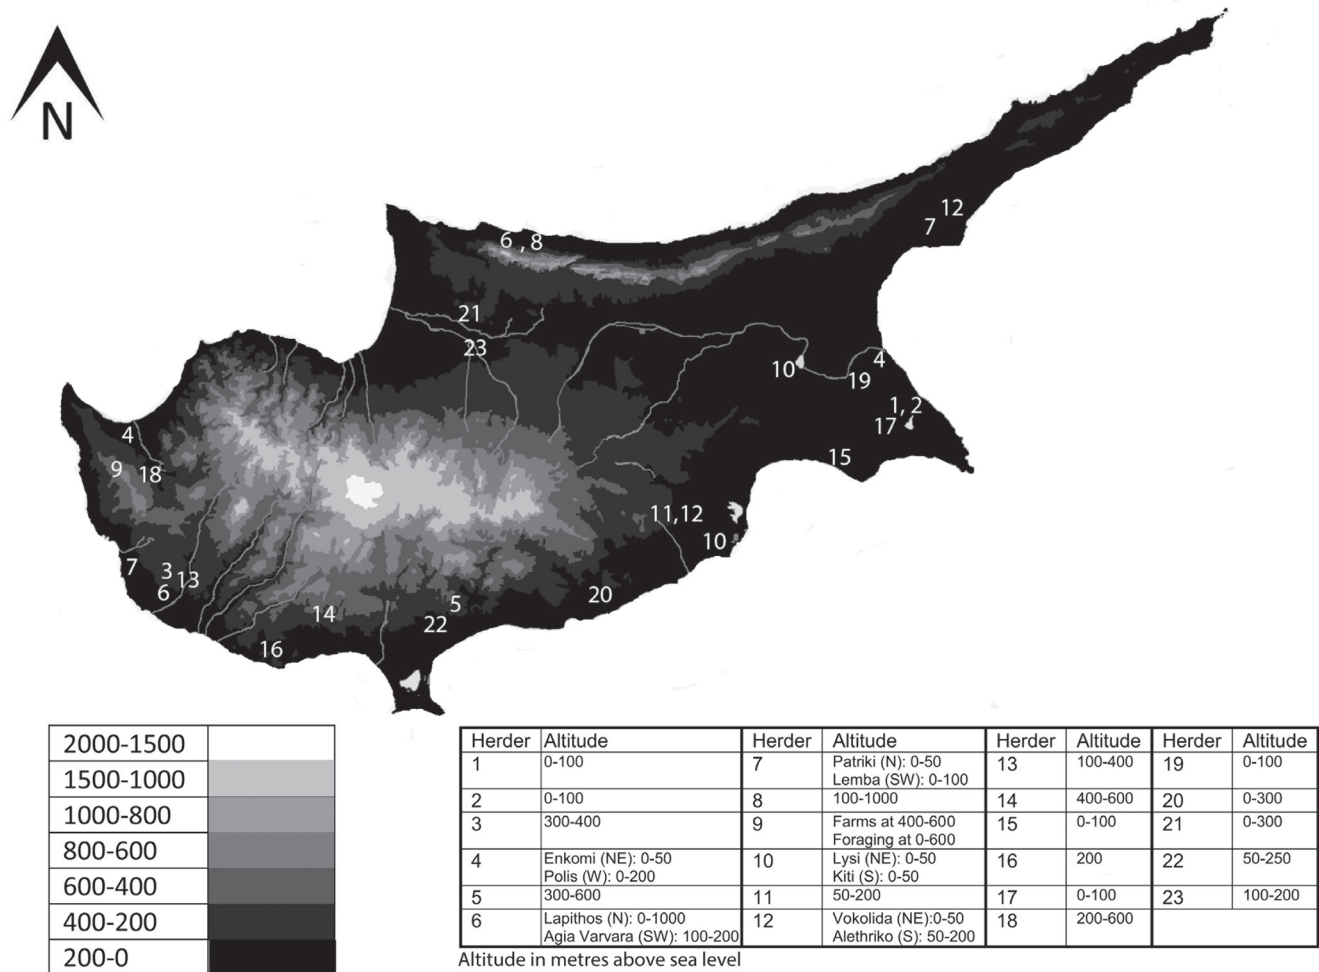 N
6 , 8
12
7
21
23
10
4
19
1, 2
17
15
4
9
18
11,12
10
7
3
13
6
20
5
14
22
16
2000-1500
1500-1000
1000-800
800-600
600-400
400-200
200-0
Herder Altitude Herder Altitude Herder Altitude Herder Altitude
1 0-100 7 Patriki (N): 0-50 13 100-400 19 0-100
Lemba (SW): 0-100
2 0-100 8 100-1000 14 400-600 20 0-300
3 300-400 9 Farms at 400-600 15 0-100 21 0-300
Foraging at 0-600
4 Enkomi (NE): 0-50 10 Lysi (NE): 0-50 16 200 22 50-250
Polis (W): 0-200 Kiti (S): 0-50
5 300-600 11 50-200 17 0-100 23 100-200
6 Lapithos (N): 0-1000 12 Vokolida (NE):0-50 18 200-600
Agia Varvara (SW): 100-200 Alethriko (S): 50-200
Altitude in metres above sea level